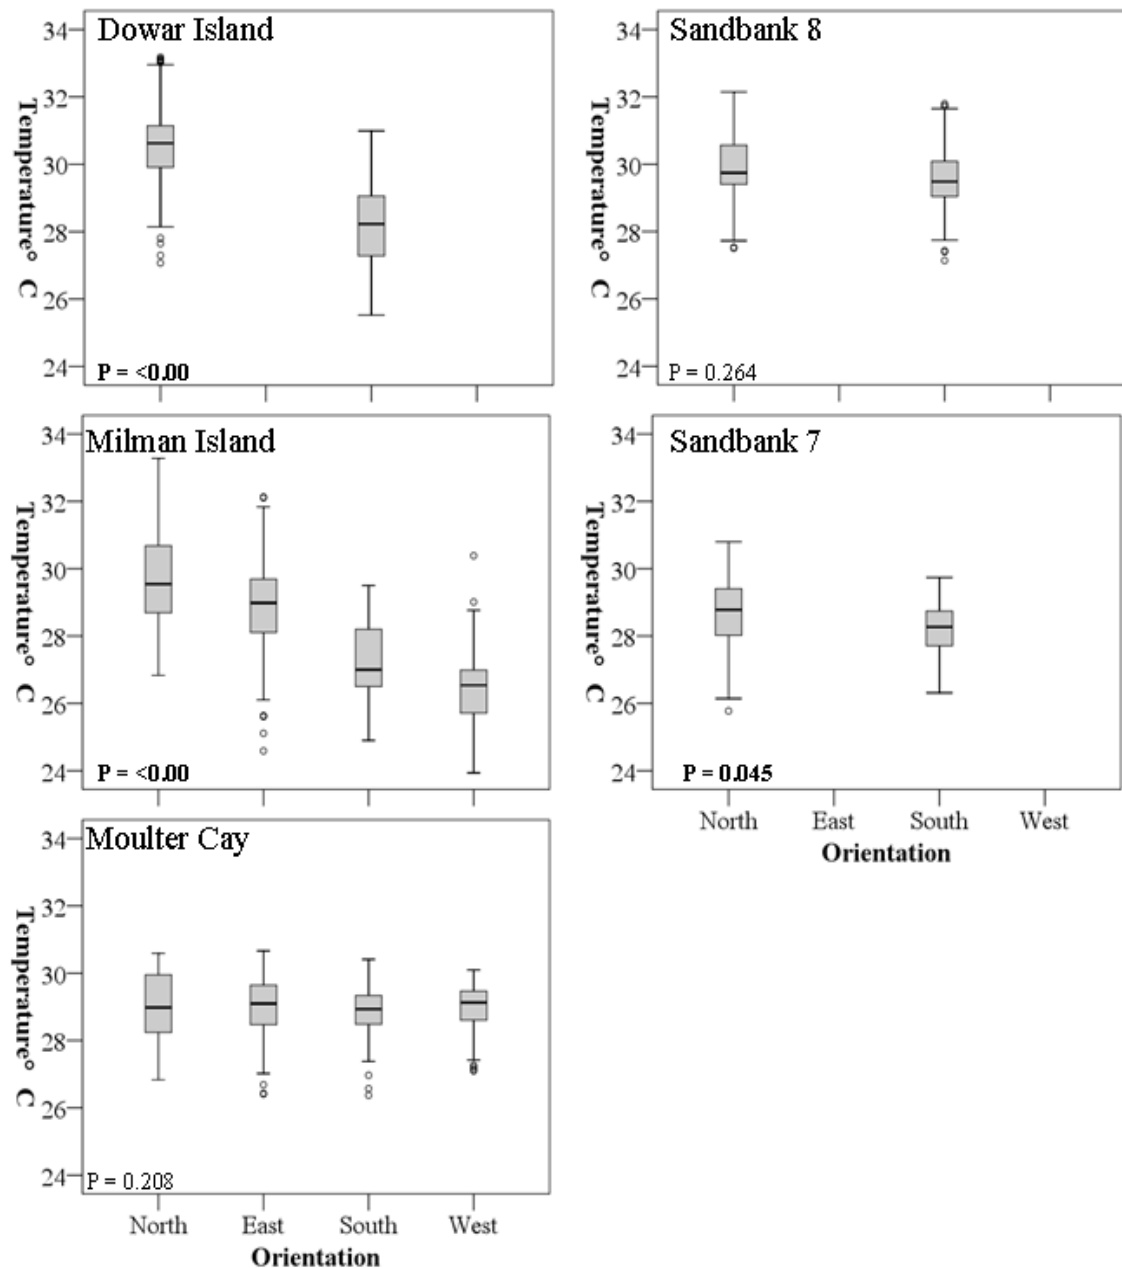 Dowar Island
34
32
30
28
26
24
Temperature° C
P = <0.00
Sandbank 8
34
32
30
28
26
24
Temperature° C
P = 0.264
Milman Island
34
32
30
28
26
24
Temperature° C
P = <0.00
Sandbank 7
34
32
30
28
26
24
Temperature° C
P = 0.045
North East South West
Orientation
Moulter Cay
34
32
30
28
26
24
Temperature° C
P = 0.208
North East South West
Orientation